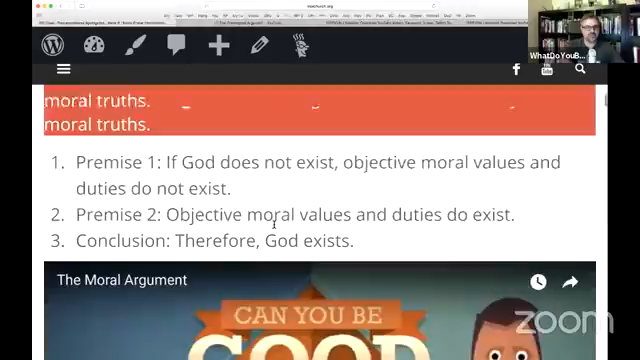 WhatDoYouB...
moral truths.
moral truths.
1. Premise 1: If God does not exist, objective moral values and
duties do not exist.
2. Premise 2: Objective moral values and duties do exist.
3. Conclusion: Therefore, God exists.
The Moral Argument
CAN YOU BE
GOOD
zoom